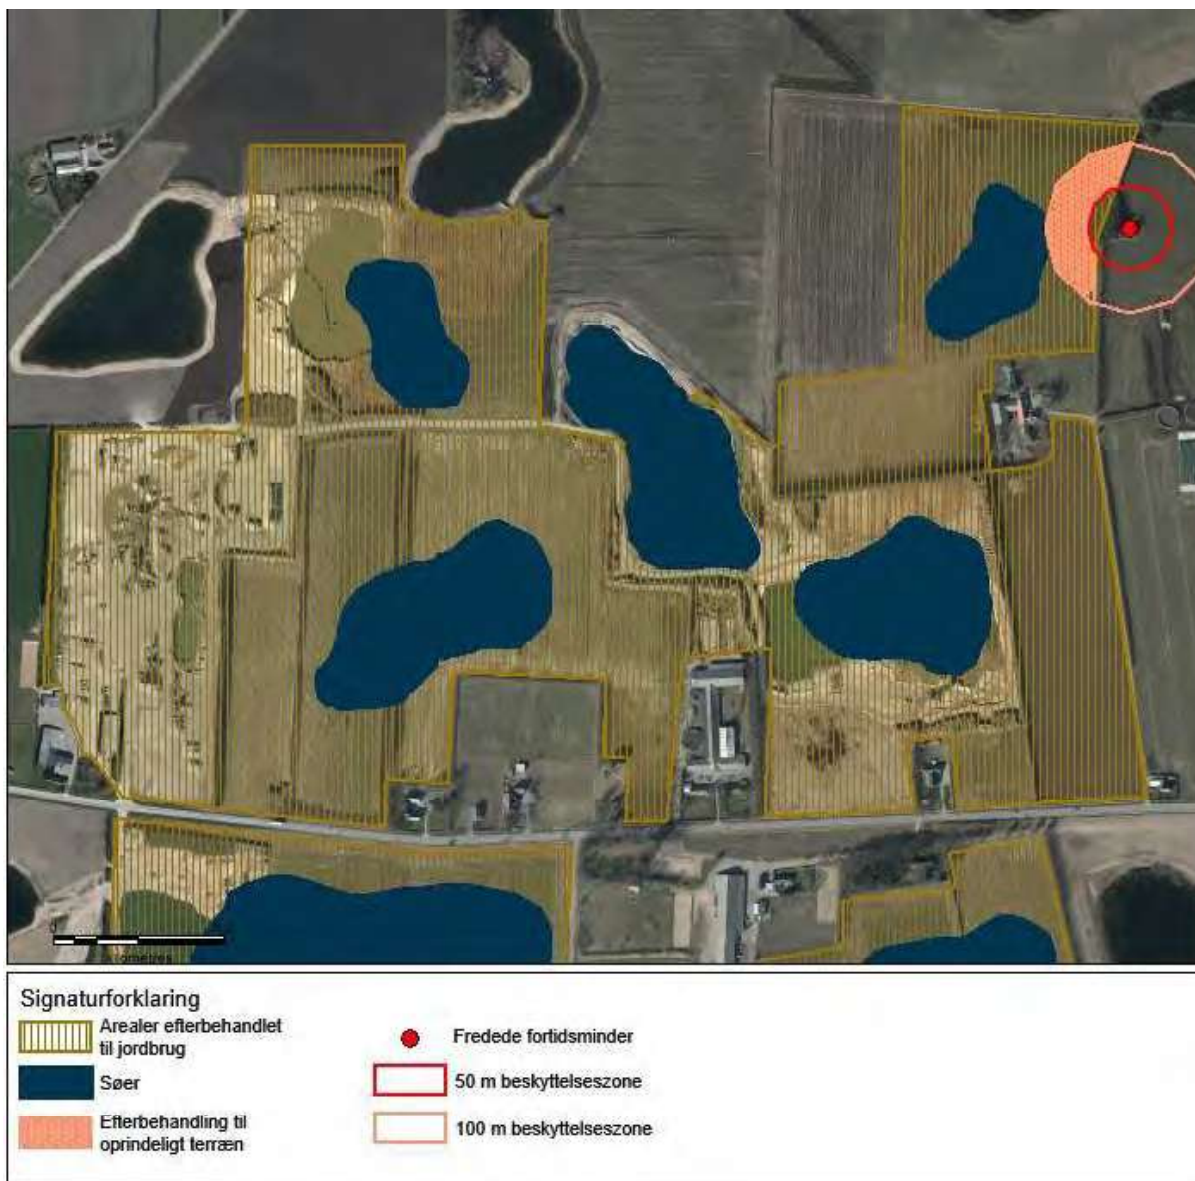 Signaturforklaring
Arealer efterbehandlet
til jordbrug
Søer
Efterbehandling til
oprindeligt terræn
Fredede fortidsminder
50 m beskyttelseszone
100 m beskyttelseszone